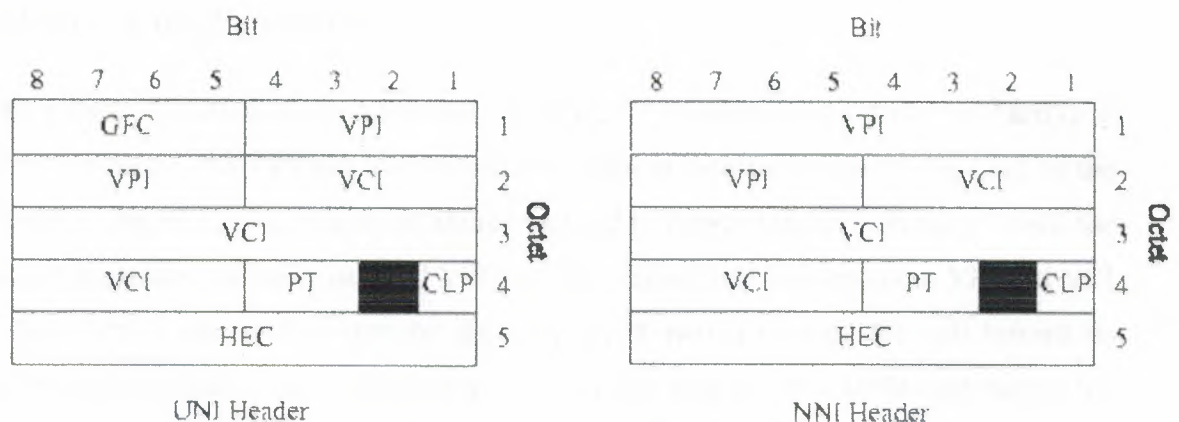 Bit
8 7 6 5 4 3 2 1
GFC VPI 1
VPI VCI 2
VCI 3
VCI PT CLP 4
HEC 5
Octet
UNI Header
Bit
8 7 6 5 4 3 2 1
VPI 1
VPI VCI 2
VCI 3
VCI PT CLP 4
HEC 5
Octet
NNI Header